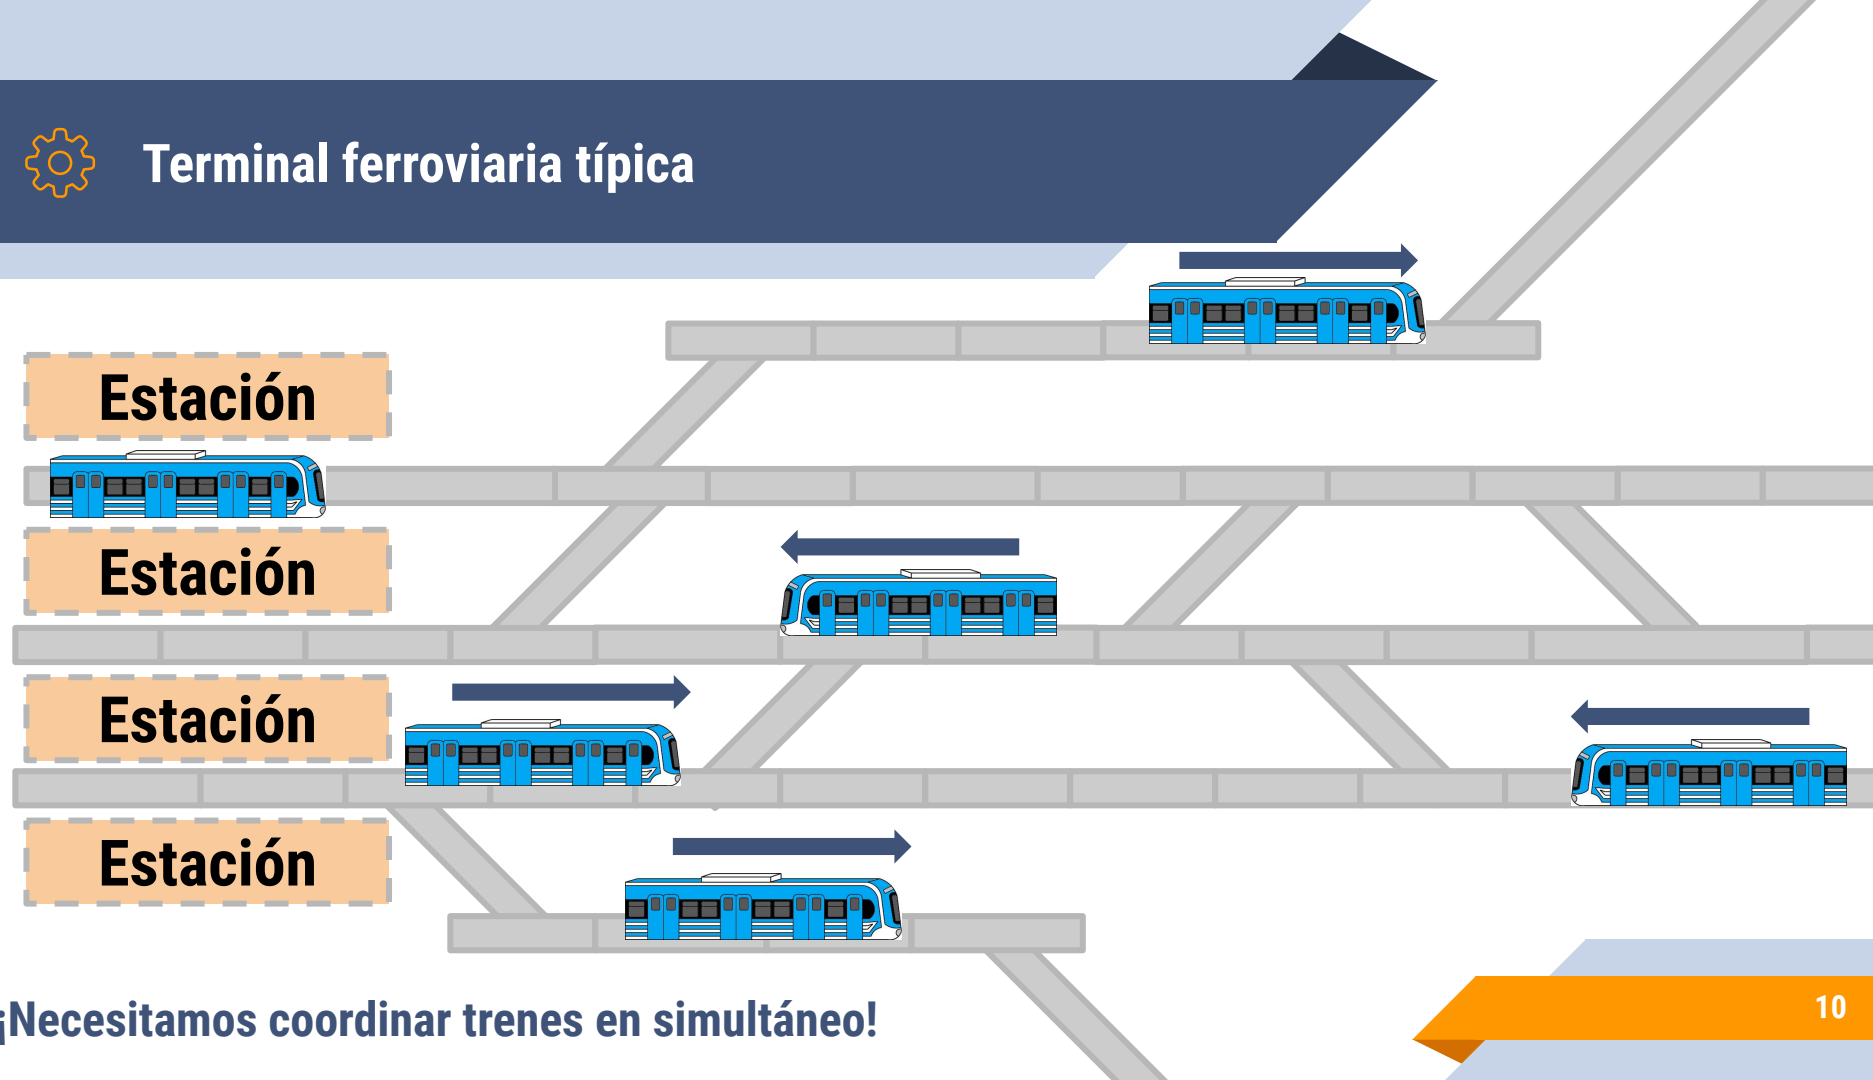 Terminal ferroviaria típica
Estación
Estación
Estación
Estación
¡Necesitamos coordinar trenes en simultáneo!
10